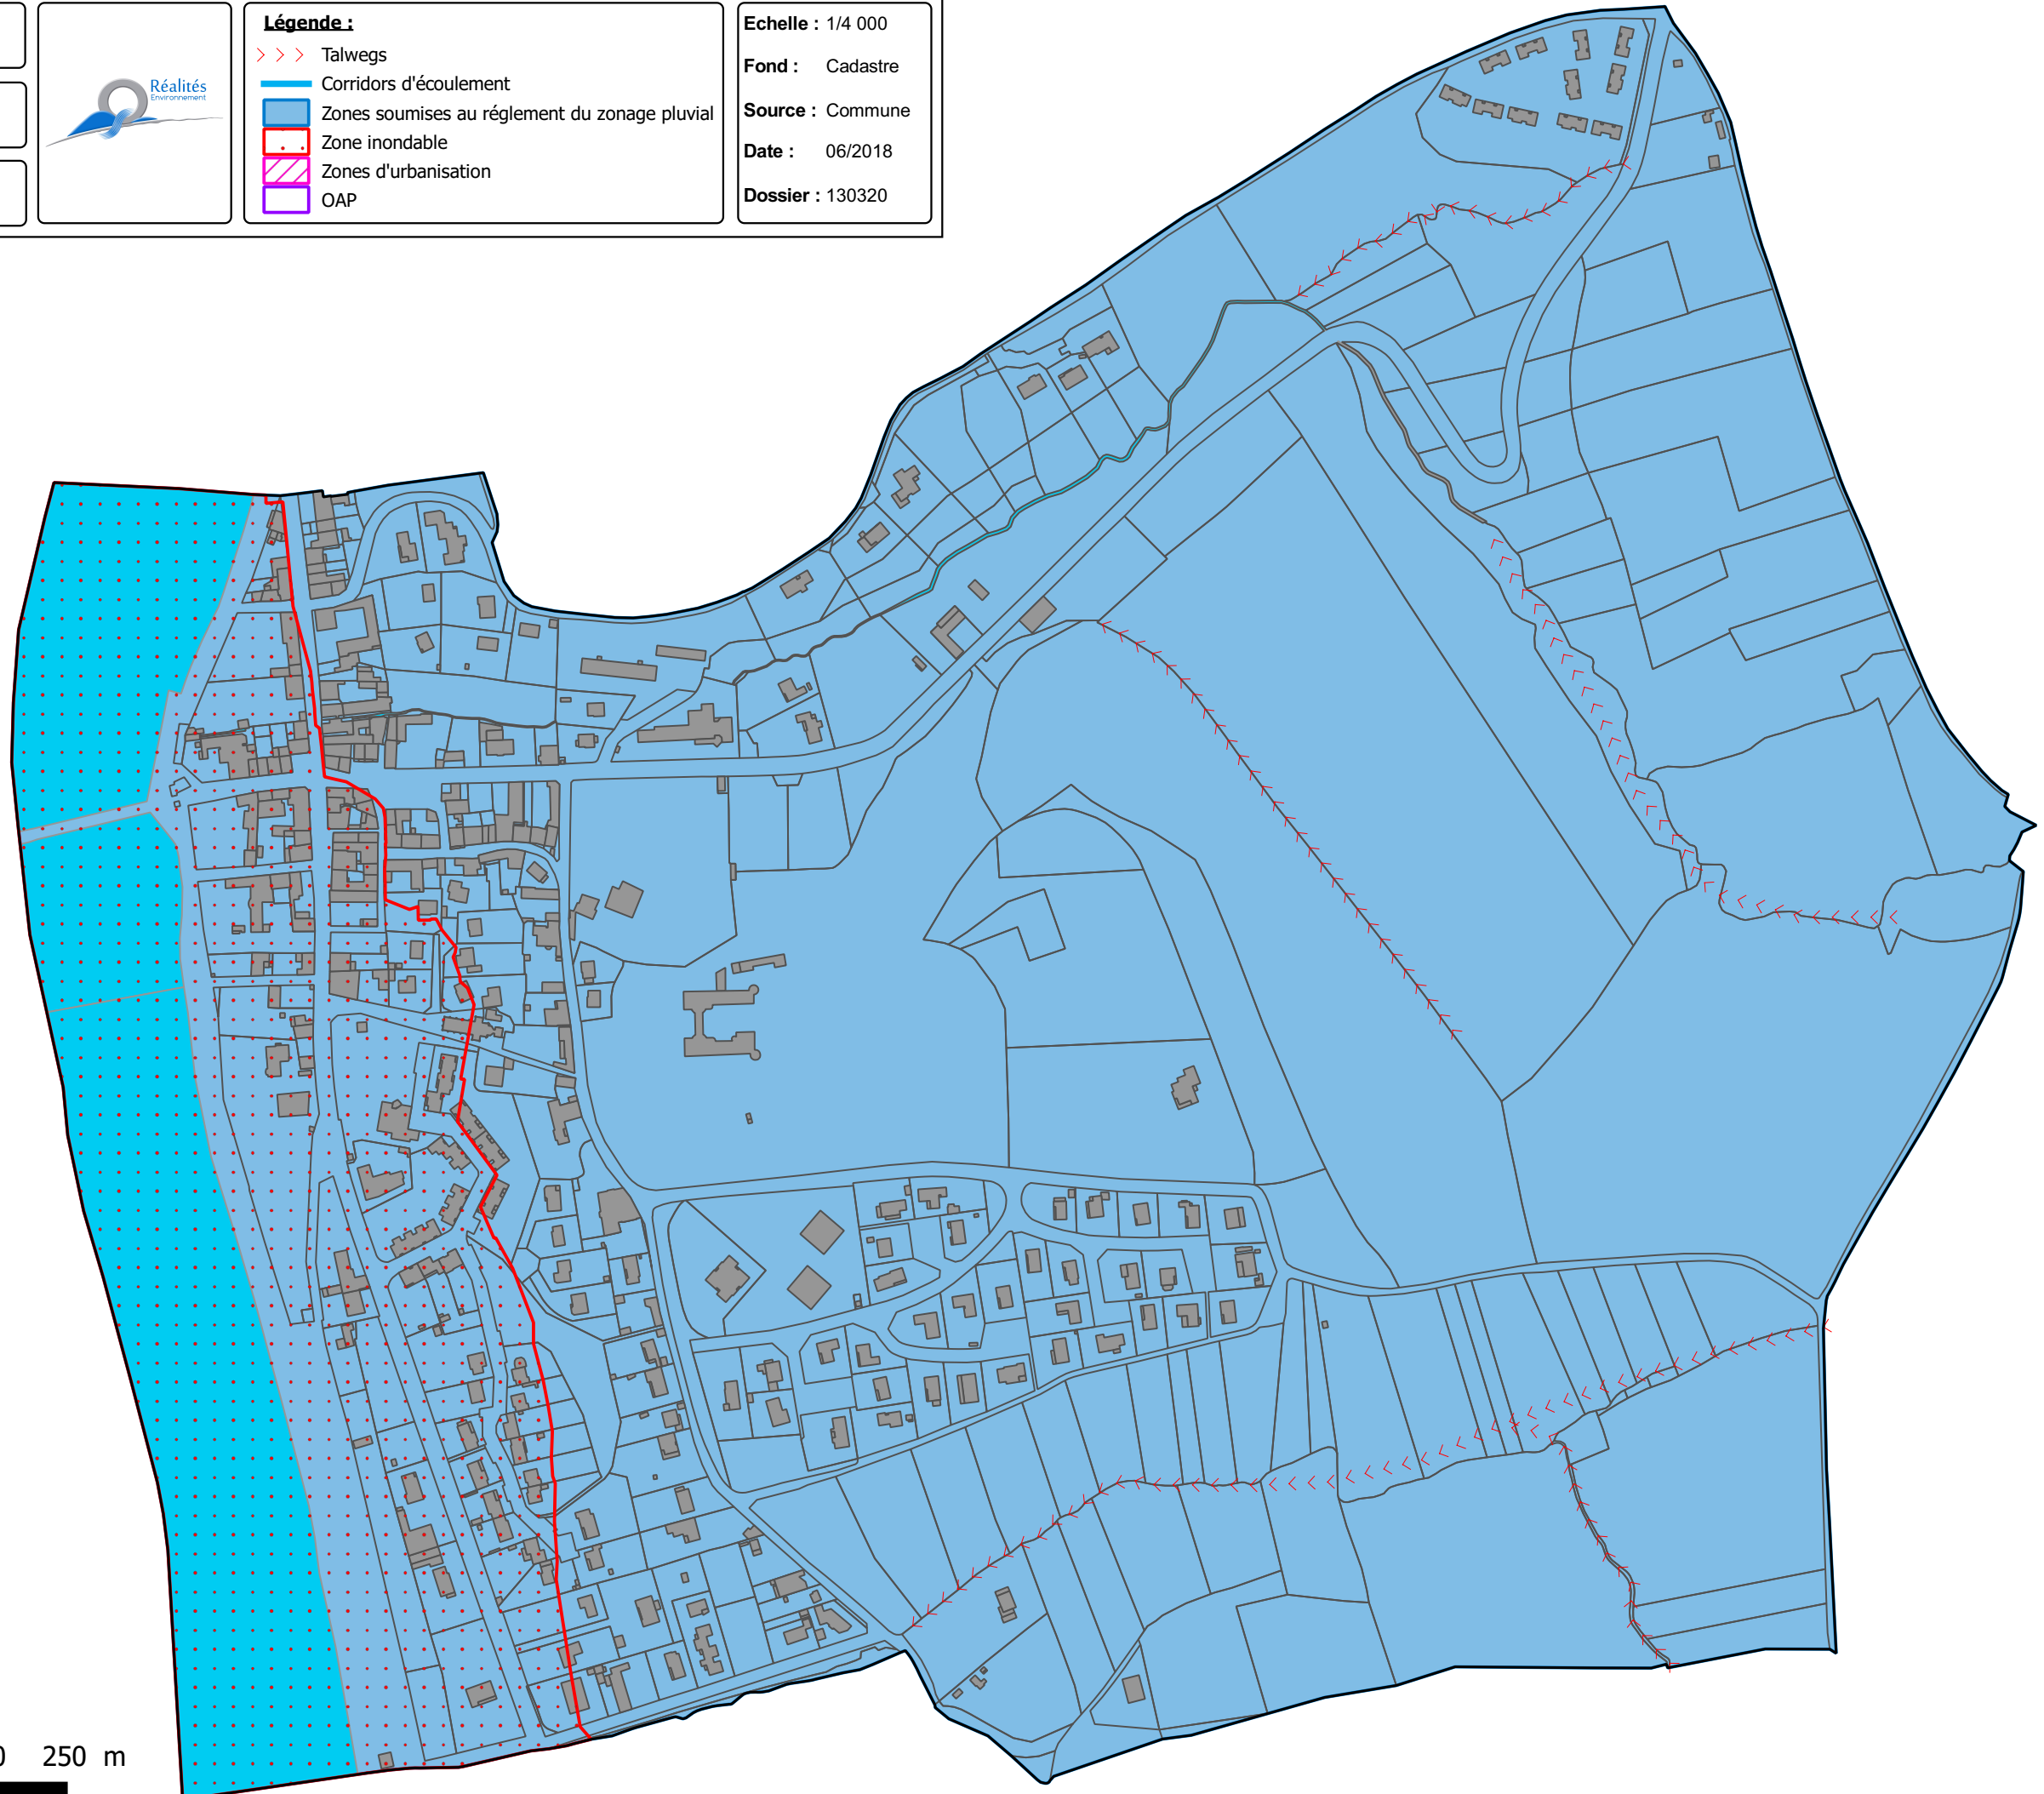 Réalités
Environnement
Légende :
Talwegs
Corridors d'écoulement
Zones soumises au réglement du zonage pluvial
Zone inondable
Zones d'urbanisation
OAP
Echelle : 1/4 000
Fond : Cadastre
Source : Commune
Date : 06/2018
Dossier : 130320
0 250 m